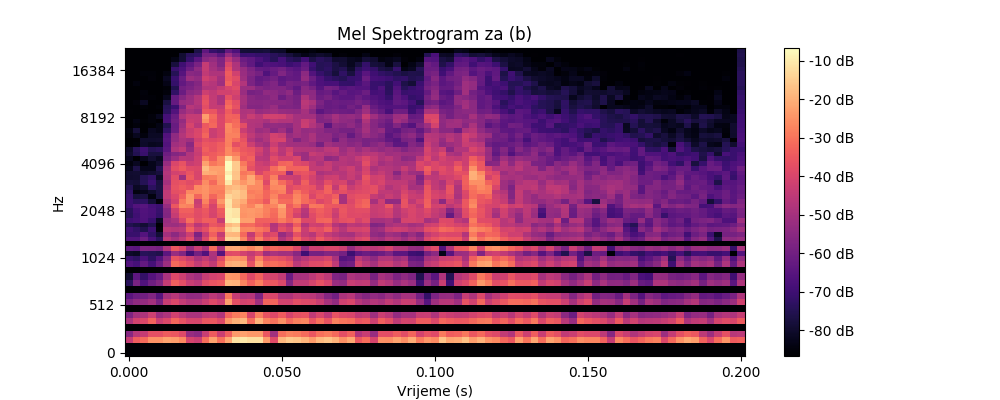 Mel Spektrogram za (b)
Hz
16384
8192
4096
2048
1024
512
0
0.000 0.050 0.100 0.150 0.200
Vrijeme (s)
-10 dB
-20 dB
-30 dB
-40 dB
-50 dB
-60 dB
-70 dB
-80 dB